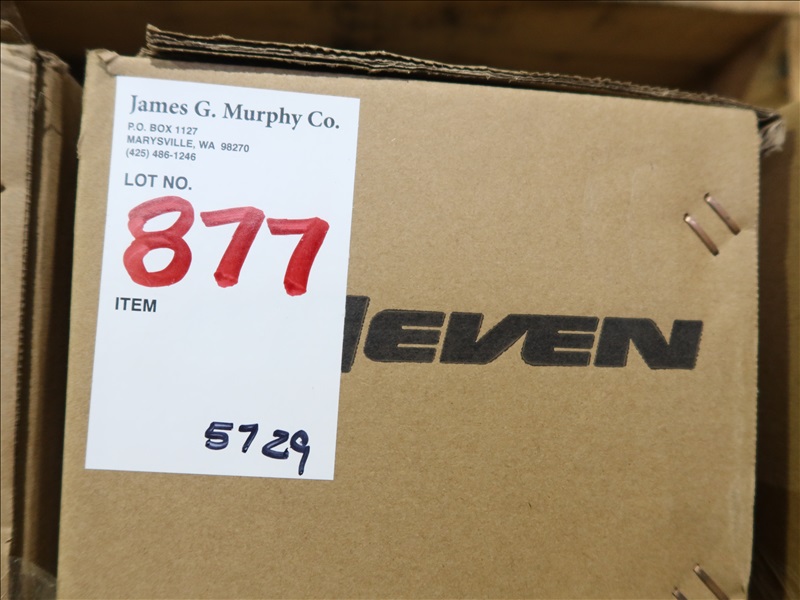 James G. Murphy Co.
P.O. BOX 1127
MARYSVILLE, WA 98270
(425) 486-1246
LOT NO.
877
ITEM
EVEN
5729